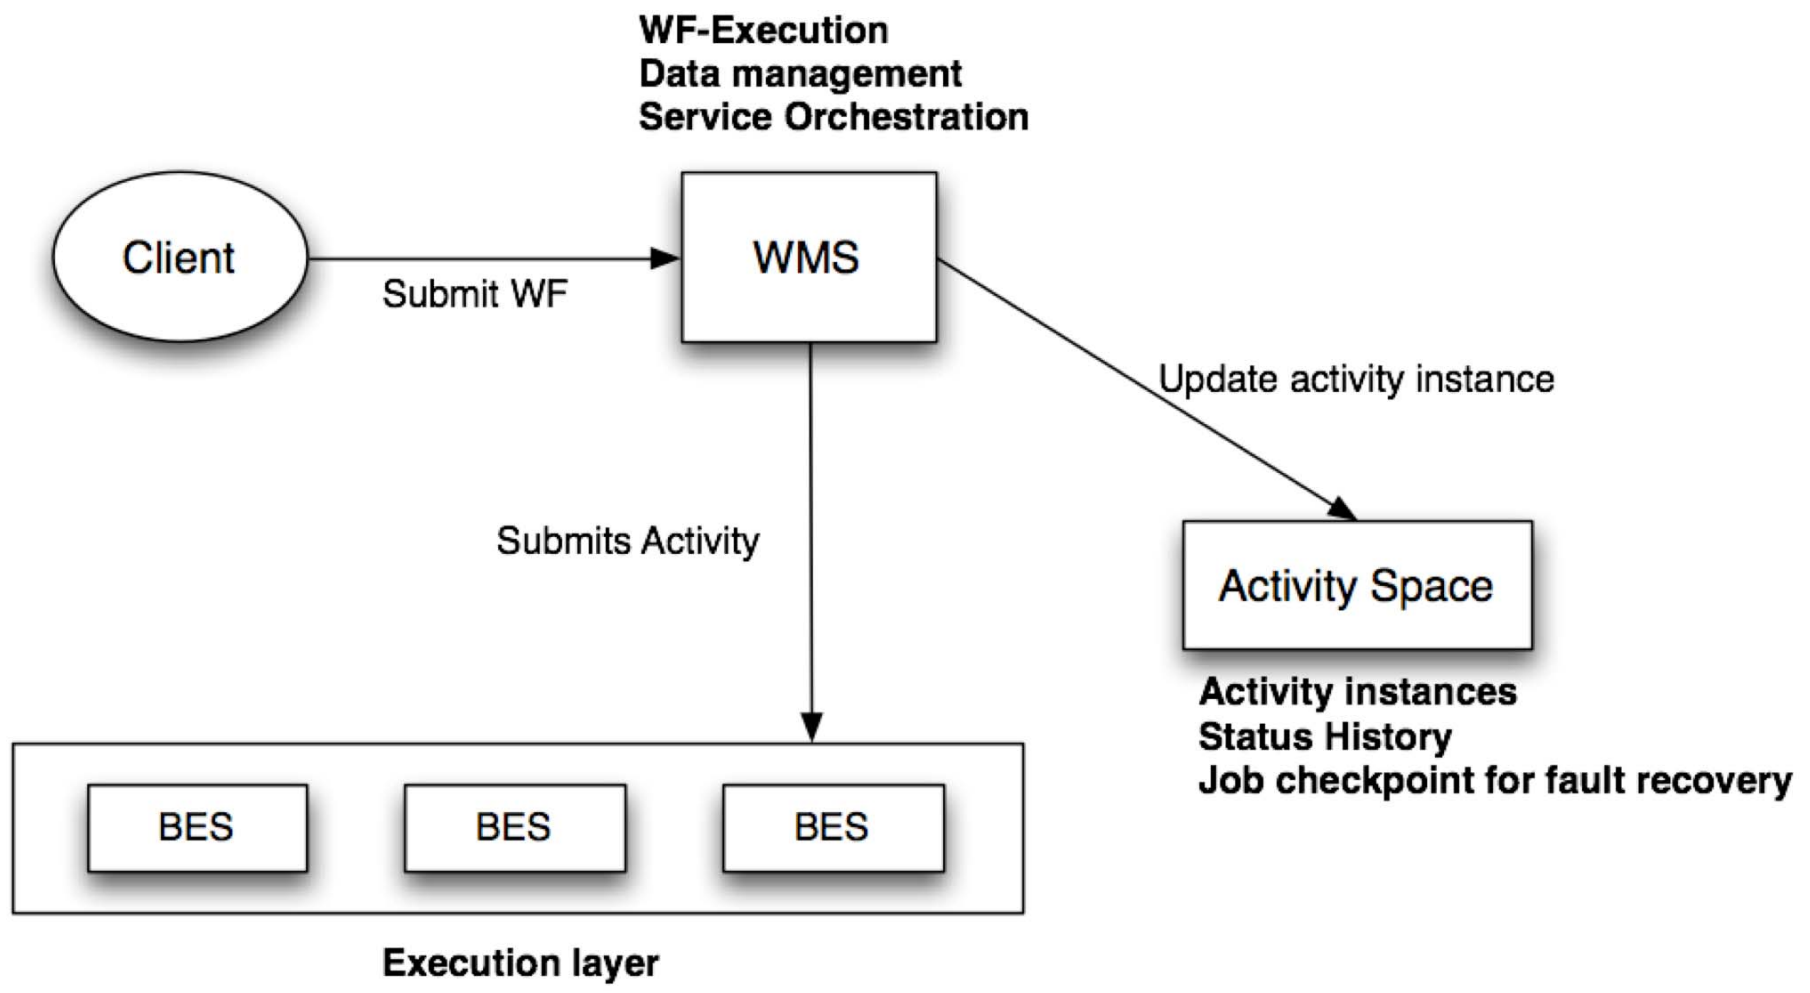 WF-Execution
Data management
Service Orchestration
Client
Submit WF
WMS
Update activity instance
Submits Activity
Activity Space
Activity instances
Status History
Job checkpoint for fault recovery
BES
BES
BES
Execution layer